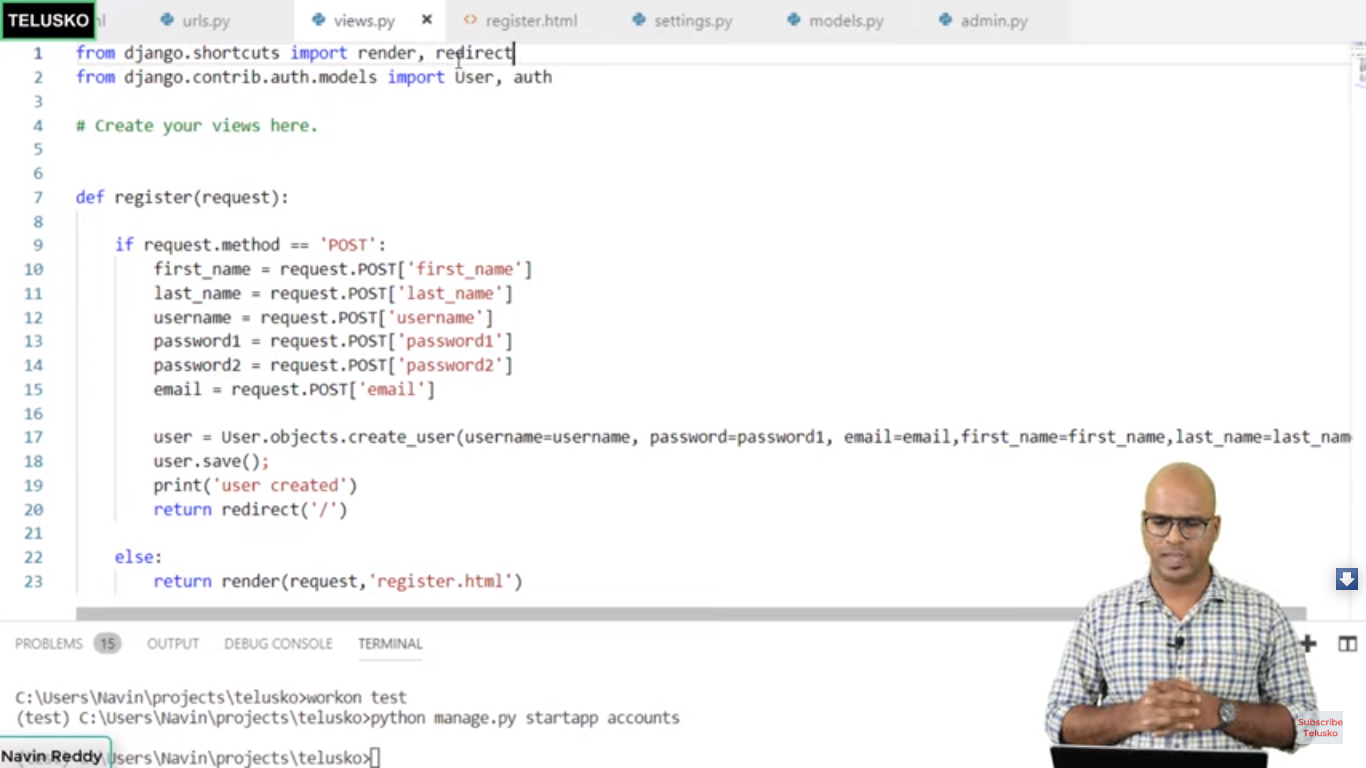 TELUSKO
urls.py
views.py
register.html
settings.py
models.py
admin.py
1 from django.shortcuts import render, redirect
2 from django.contrib.auth.models import User, auth
3
4 # Create your views here.
5
6
7 def register(request):
8
9 if request.method == 'POST':
10 first_name = request.POST['first_name']
11 last_name = request.POST['last_name']
12 username = request.POST['username']
13 password1 = request.POST['password1']
14 password2 = request.POST['password2']
15 email = request.POST['email']
16
17 user = User.objects.create_user(username=username, password=password1, email=email,first_name=first_name,last_name=last_nam
18 user.save();
19 print('user created')
20 return redirect('/')
21
22 else:
23 return render(request,'register.html')
PROBLEMS 15 OUTPUT DEBUG CONSOLE TERMINAL
C:\Users\Navin\projects\telusko>workon test
(test) C:\Users\Navin\projects\telusko>python manage.py startapp accounts
Navin Reddy
\Users\Navin\projects\telusko>
Subscribe
Telusko